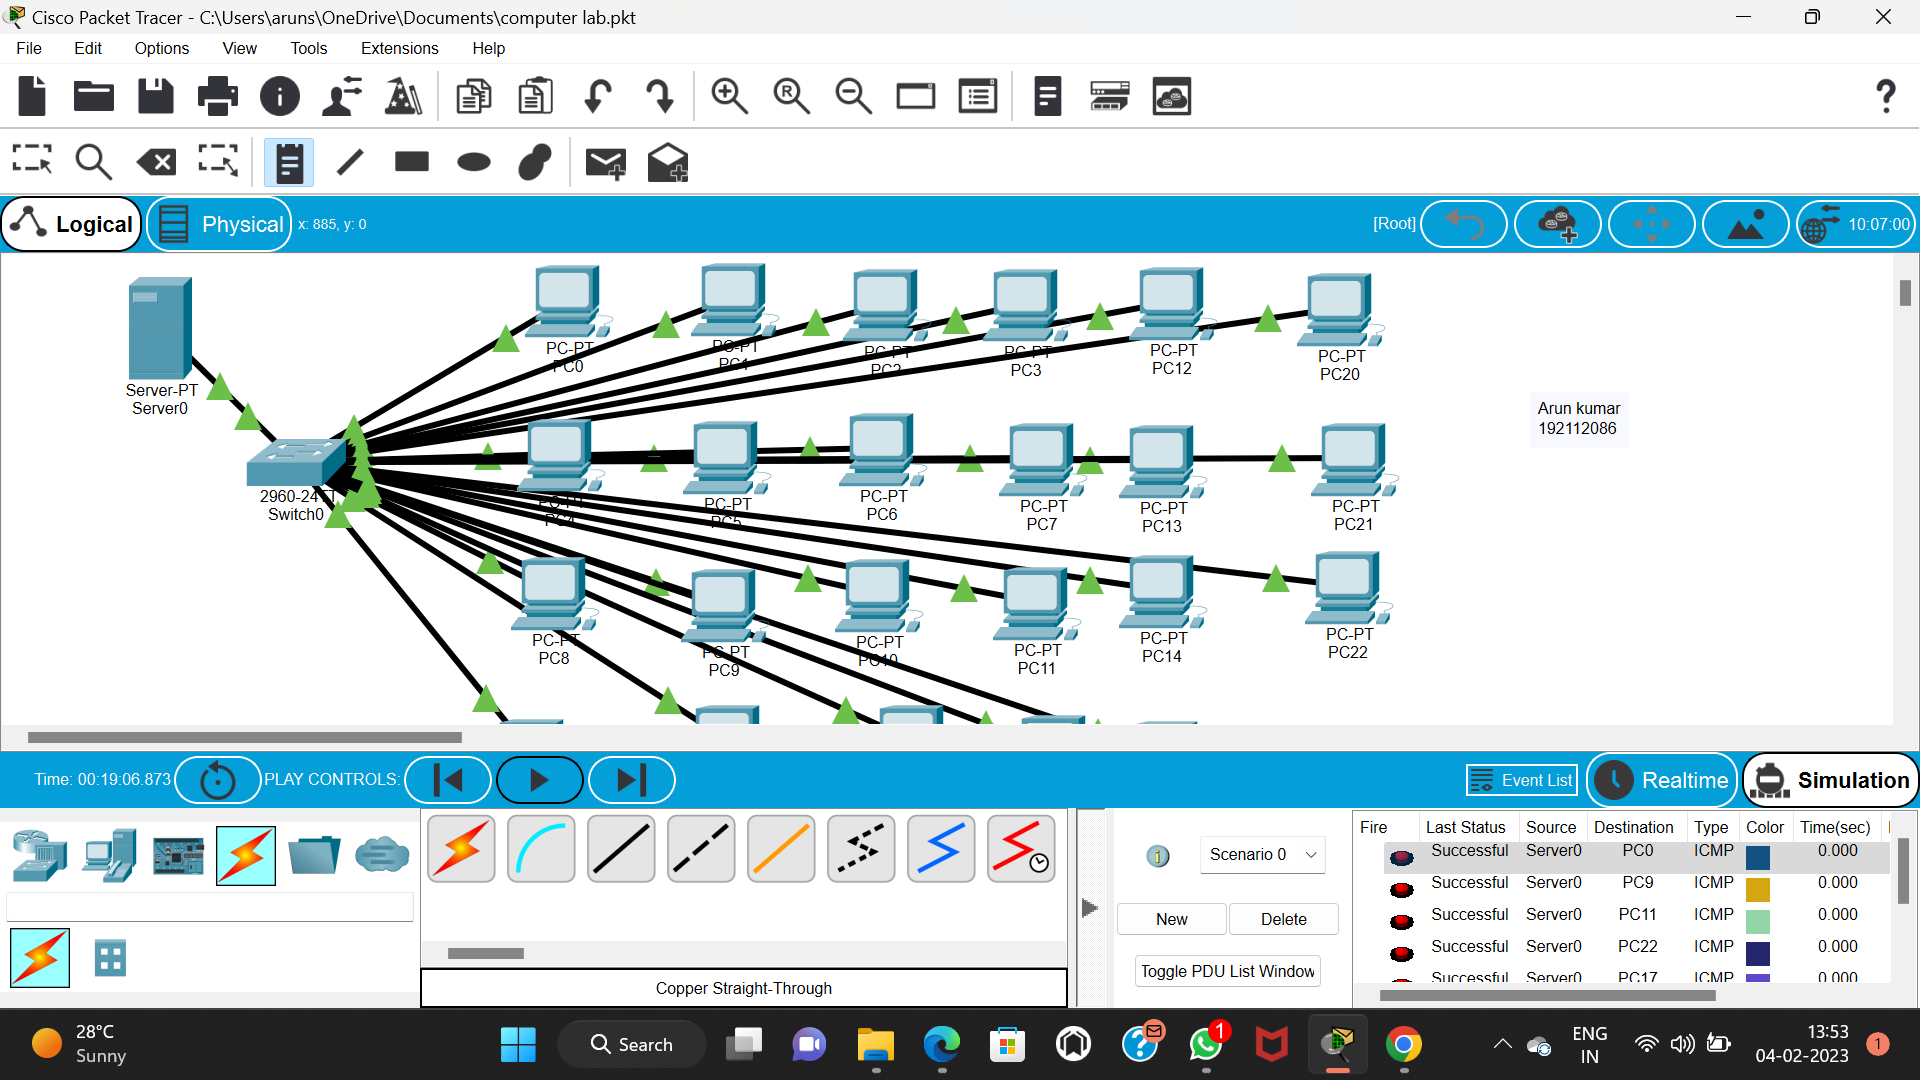 Cisco Packet Tracer - C:\Users\aruns\OneDrive\Documents\computer lab.pkt
File Edit Options View Tools Extensions Help
Logical Physical x: 885, y: 0 [Root] 10:07:00
PC-PT
PC0
PC-PT
PC1
PC-PT
PC2
PC-PT
PC3
PC-PT
PC12
PC-PT
PC20
Server-PT
Server0
Arun kumar
192112086
2960-24TT
Switch0
PC-PT
PC4
PC-PT
PC5
PC-PT
PC6
PC-PT
PC7
PC-PT
PC13
PC-PT
PC21
PC-PT
PC8
PC-PT
PC9
PC-PT
PC10
PC-PT
PC11
PC-PT
PC14
PC-PT
PC22
Time: 00:19:06.873 PLAY CONTROLS: Event List Realtime Simulation
Scenario 0
New Delete
Toggle PDU List Window
Copper Straight-Through
Fire Last Status Source Destination Type Color Time(sec)
Successful Server0 PC0 ICMP 0.000
Successful Server0 PC9 ICMP 0.000
Successful Server0 PC11 ICMP 0.000
Successful Server0 PC22 ICMP 0.000
Successful Server0 PC17 ICMP 0.000
28°C
Sunny
Search
1
ENG
IN
13:53
04-02-2023
1